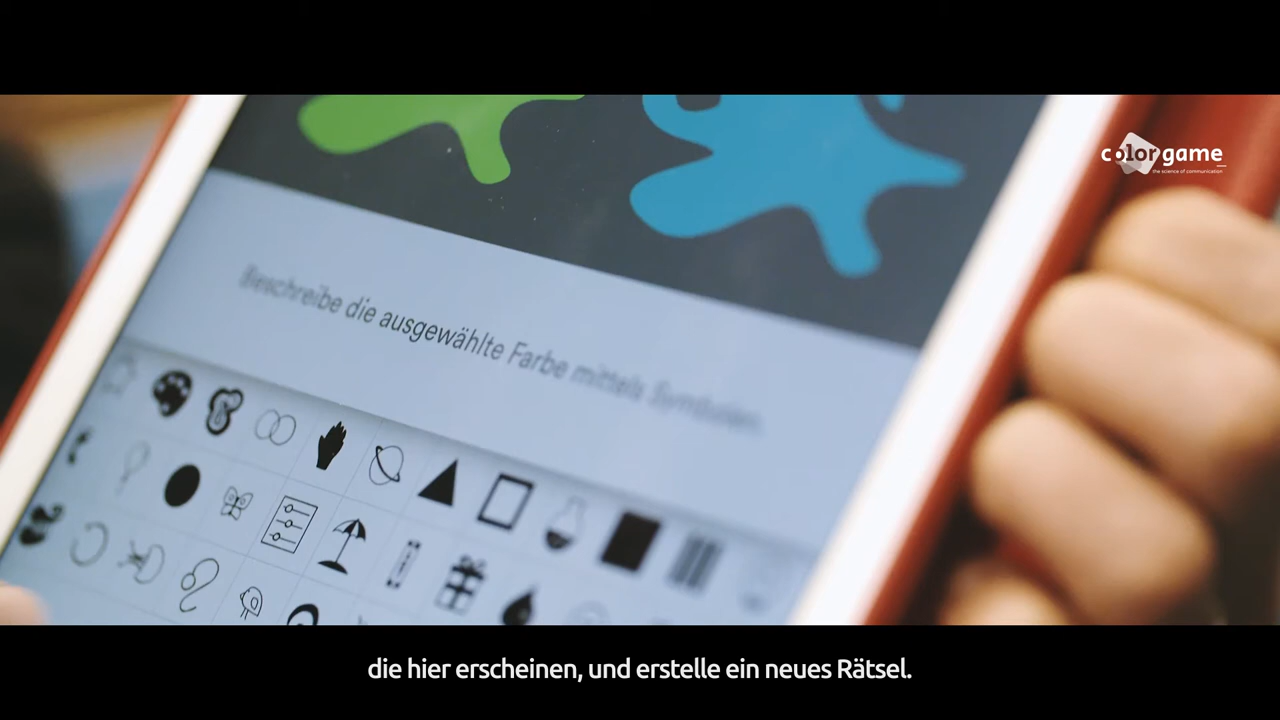 color game
the science of communication
Beschreibe die ausgewählte Farbe mittels Symbolen.
die hier erscheinen, und erstelle ein neues Rätsel.